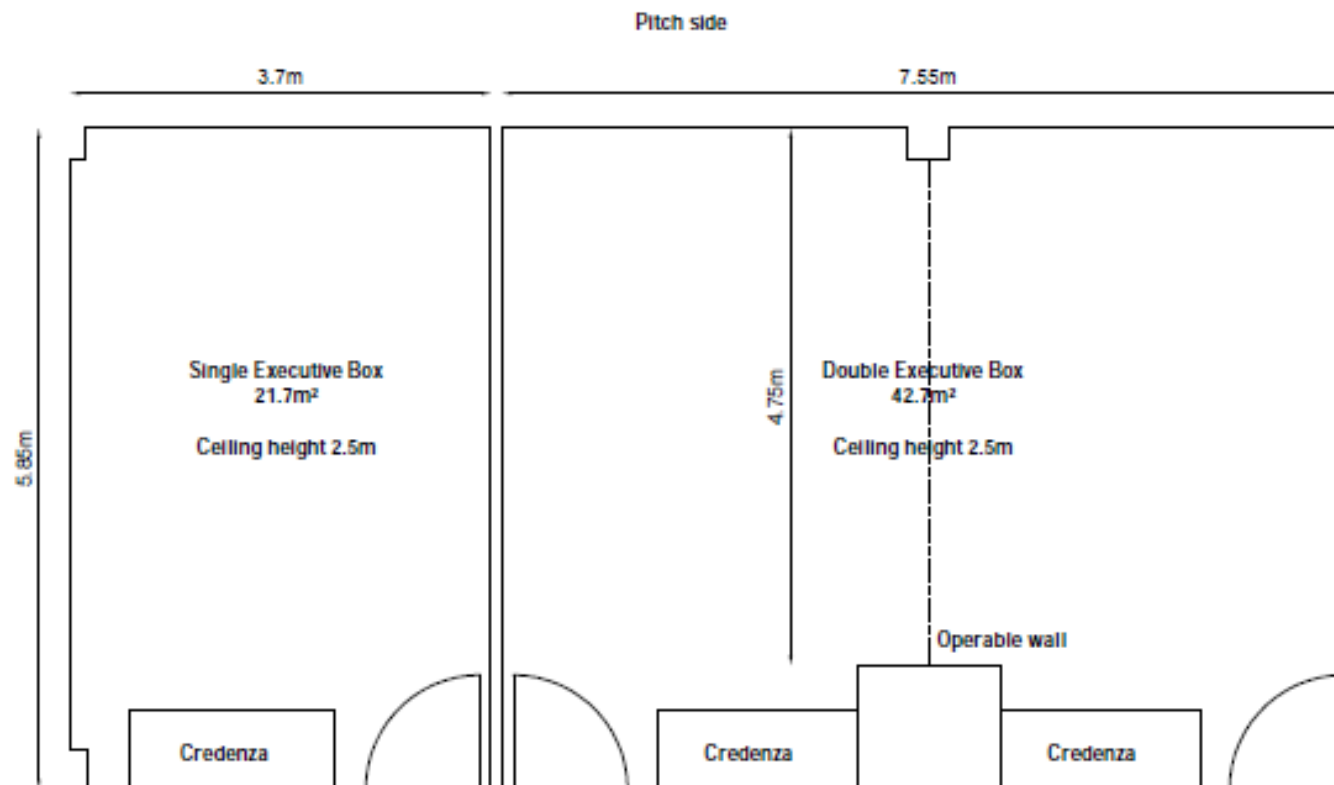 Pitch side
3.7m
7.55m
Single Executive Box
21.7m²
Ceiling height 2.5m
5.85m
4.75m
Double Executive Box
42.7m²
Ceiling height 2.5m
Operable wall
Credenza
Credenza
Credenza